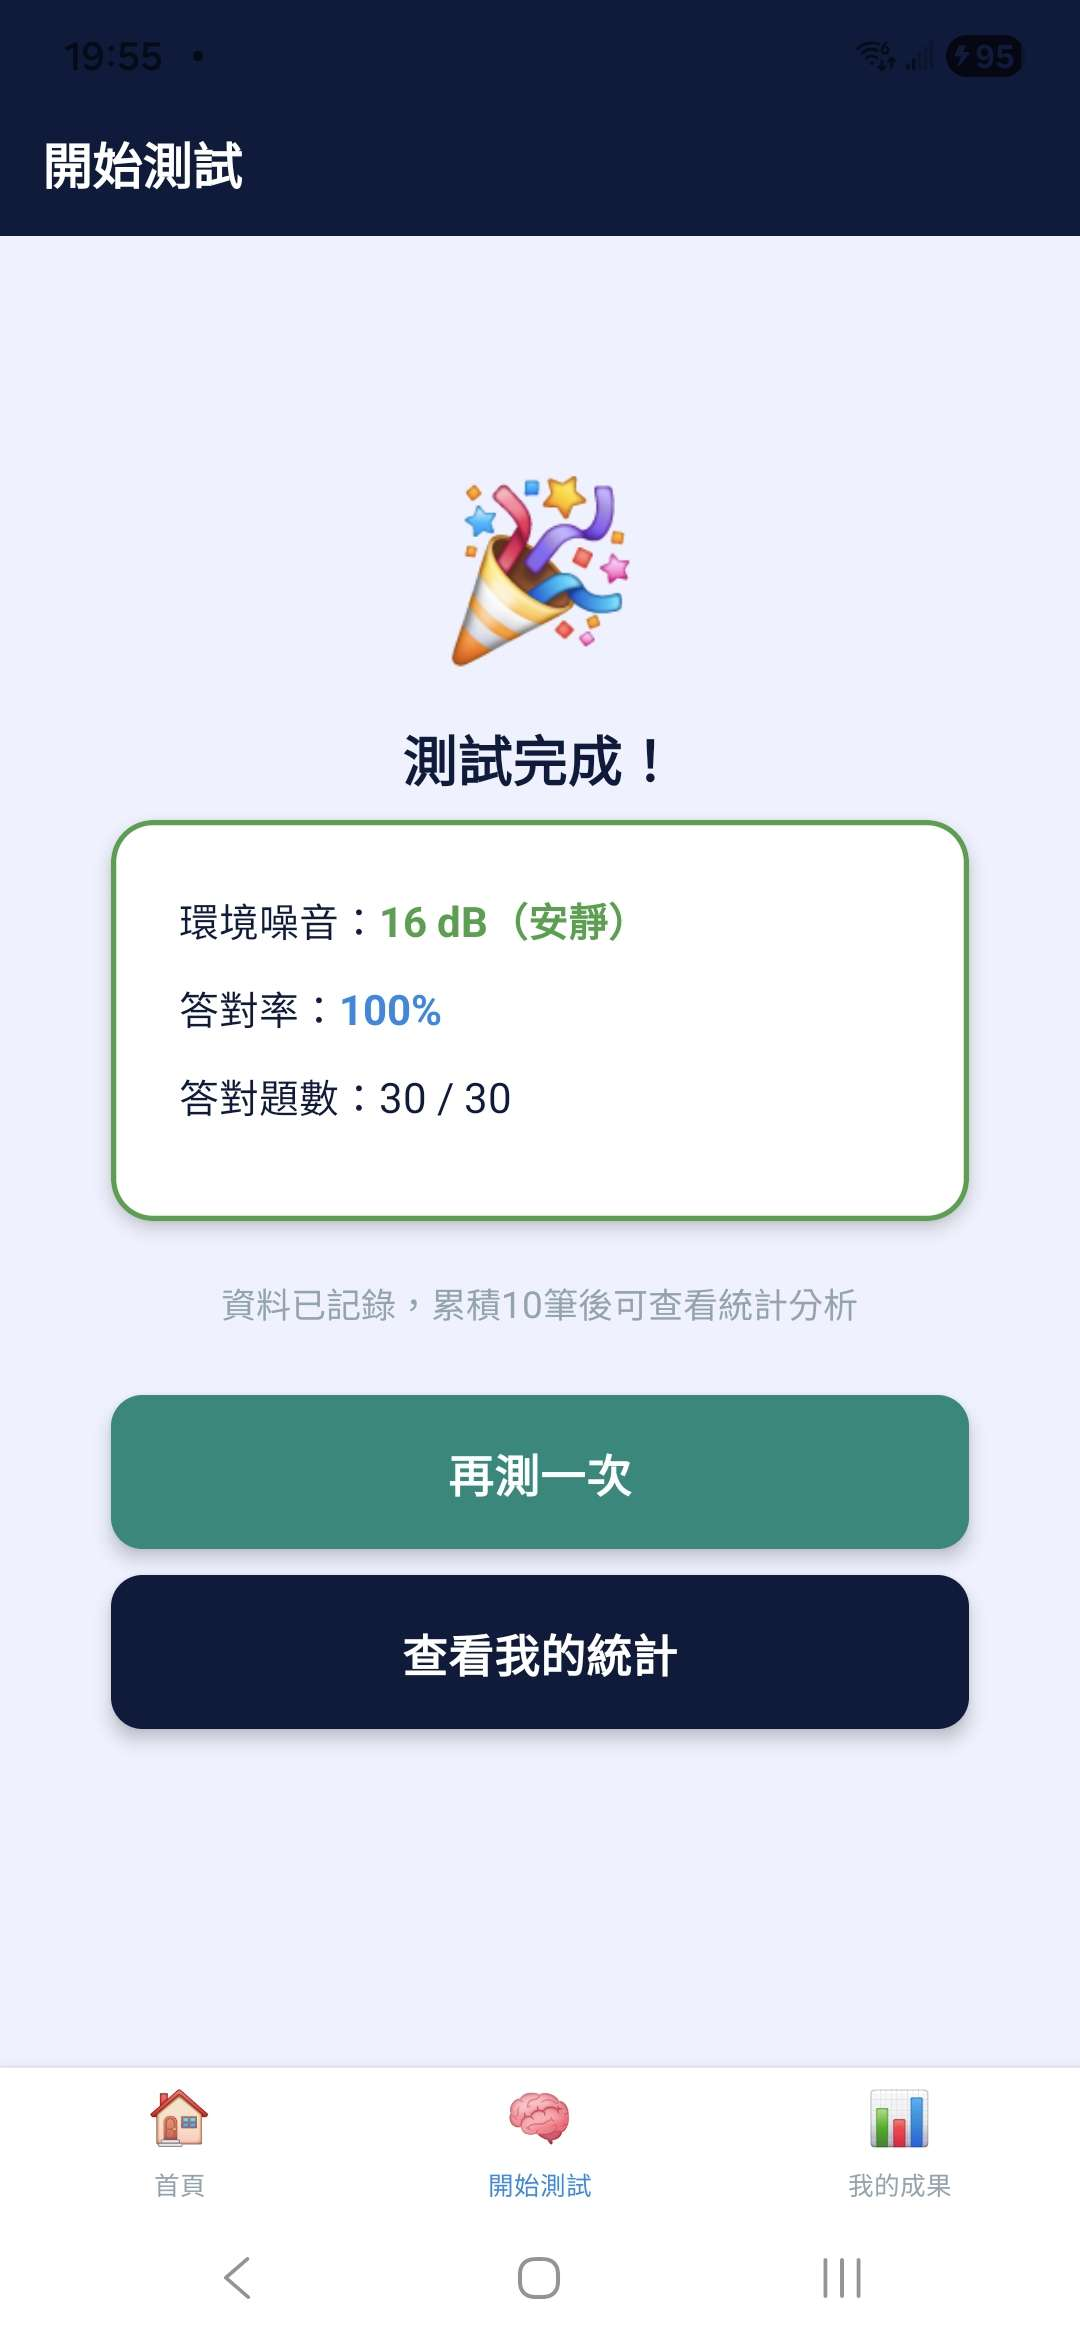 19:55
6
95
開始測試
測試完成！
環境噪音：16 dB（安靜）
答對率：100%
答對題數：30 / 30
資料已記錄，累積10筆後可查看統計分析
再測一次
查看我的統計
首頁
開始測試
我的成果